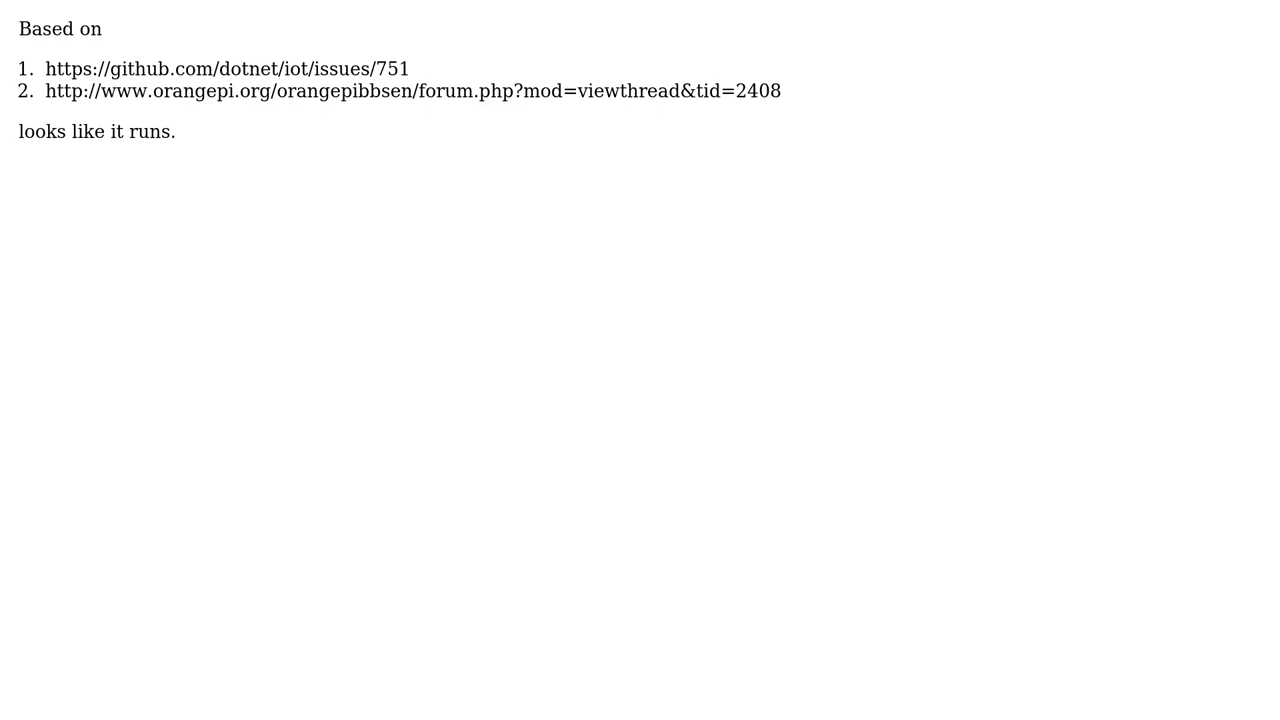 Based on
1. https://github.com/dotnet/iot/issues/751
2. http://www.orangepi.org/orangepibbsen/forum.php?mod=viewthread&tid=2408
looks like it runs.